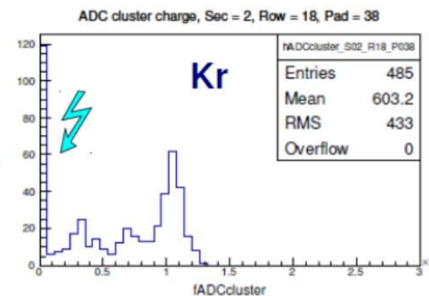 ADC cluster charge, Sec = 2, Row = 18, Pad = 38
hADCcluster_S02_R18_P038
Entries 485
Mean 603.2
RMS 433
Overflow 0
Kr
120
100
80
60
40
20
0
0 0.5 1 1.5 2 2.5 3
fADCcluster